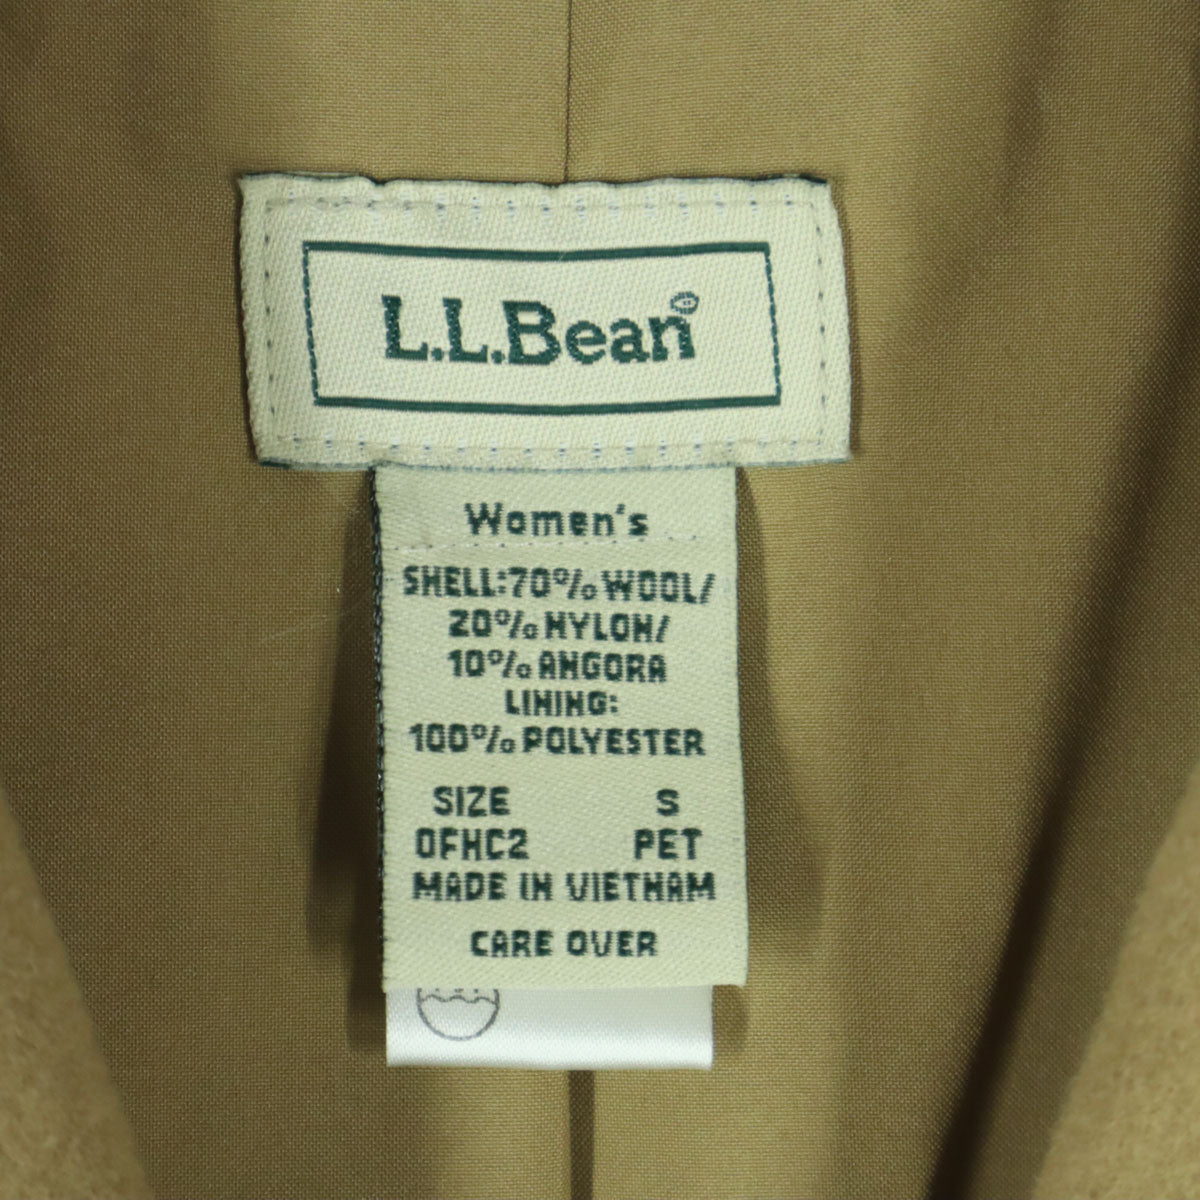 L.L.Bean
Women's
SHELL:70% WOOL/
20% NYLON/
10% ANGORA
LINING:
100% POLYESTER
SIZE S
0FHC2 PET
MADE IN VIETNAM
CARE OVER